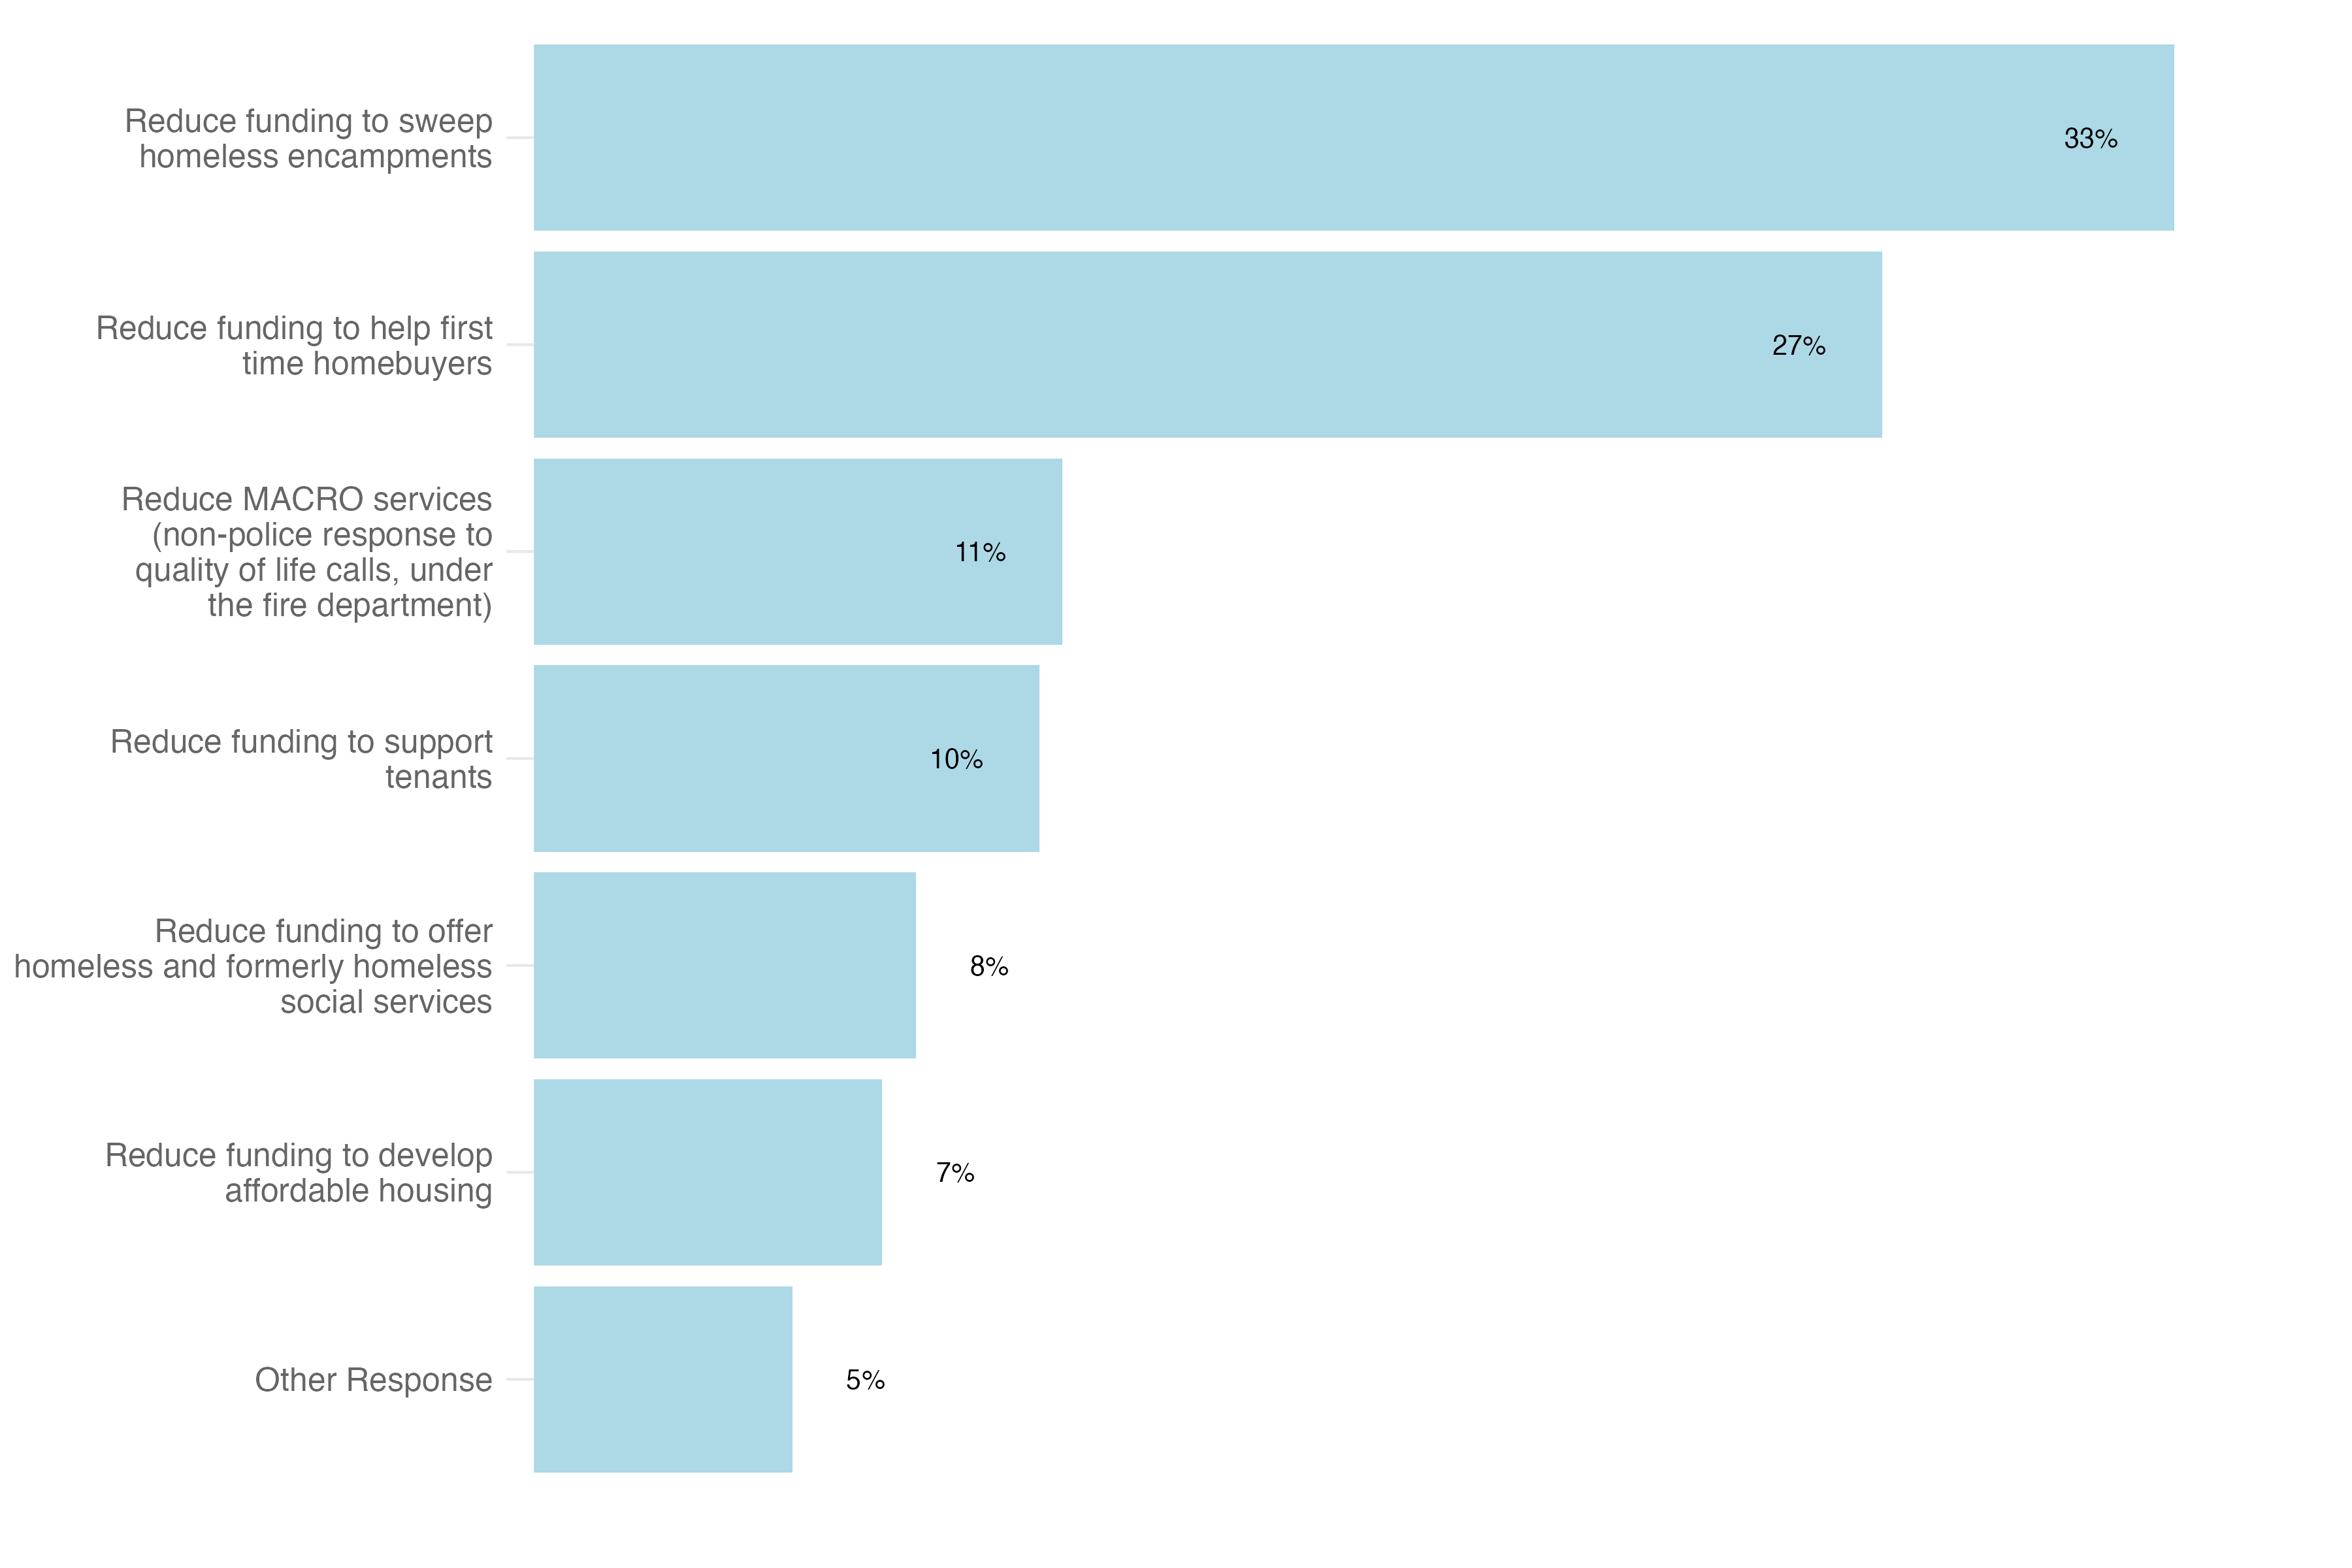 Reduce funding to sweep
homeless encampments
33%
Reduce funding to help first
time homebuyers
27%
Reduce MACRO services
(non-police response to
quality of life calls, under
the fire department)
11%
Reduce funding to support
tenants
10%
Reduce funding to offer
homeless and formerly homeless
social services
8%
Reduce funding to develop
affordable housing
7%
Other Response
5%